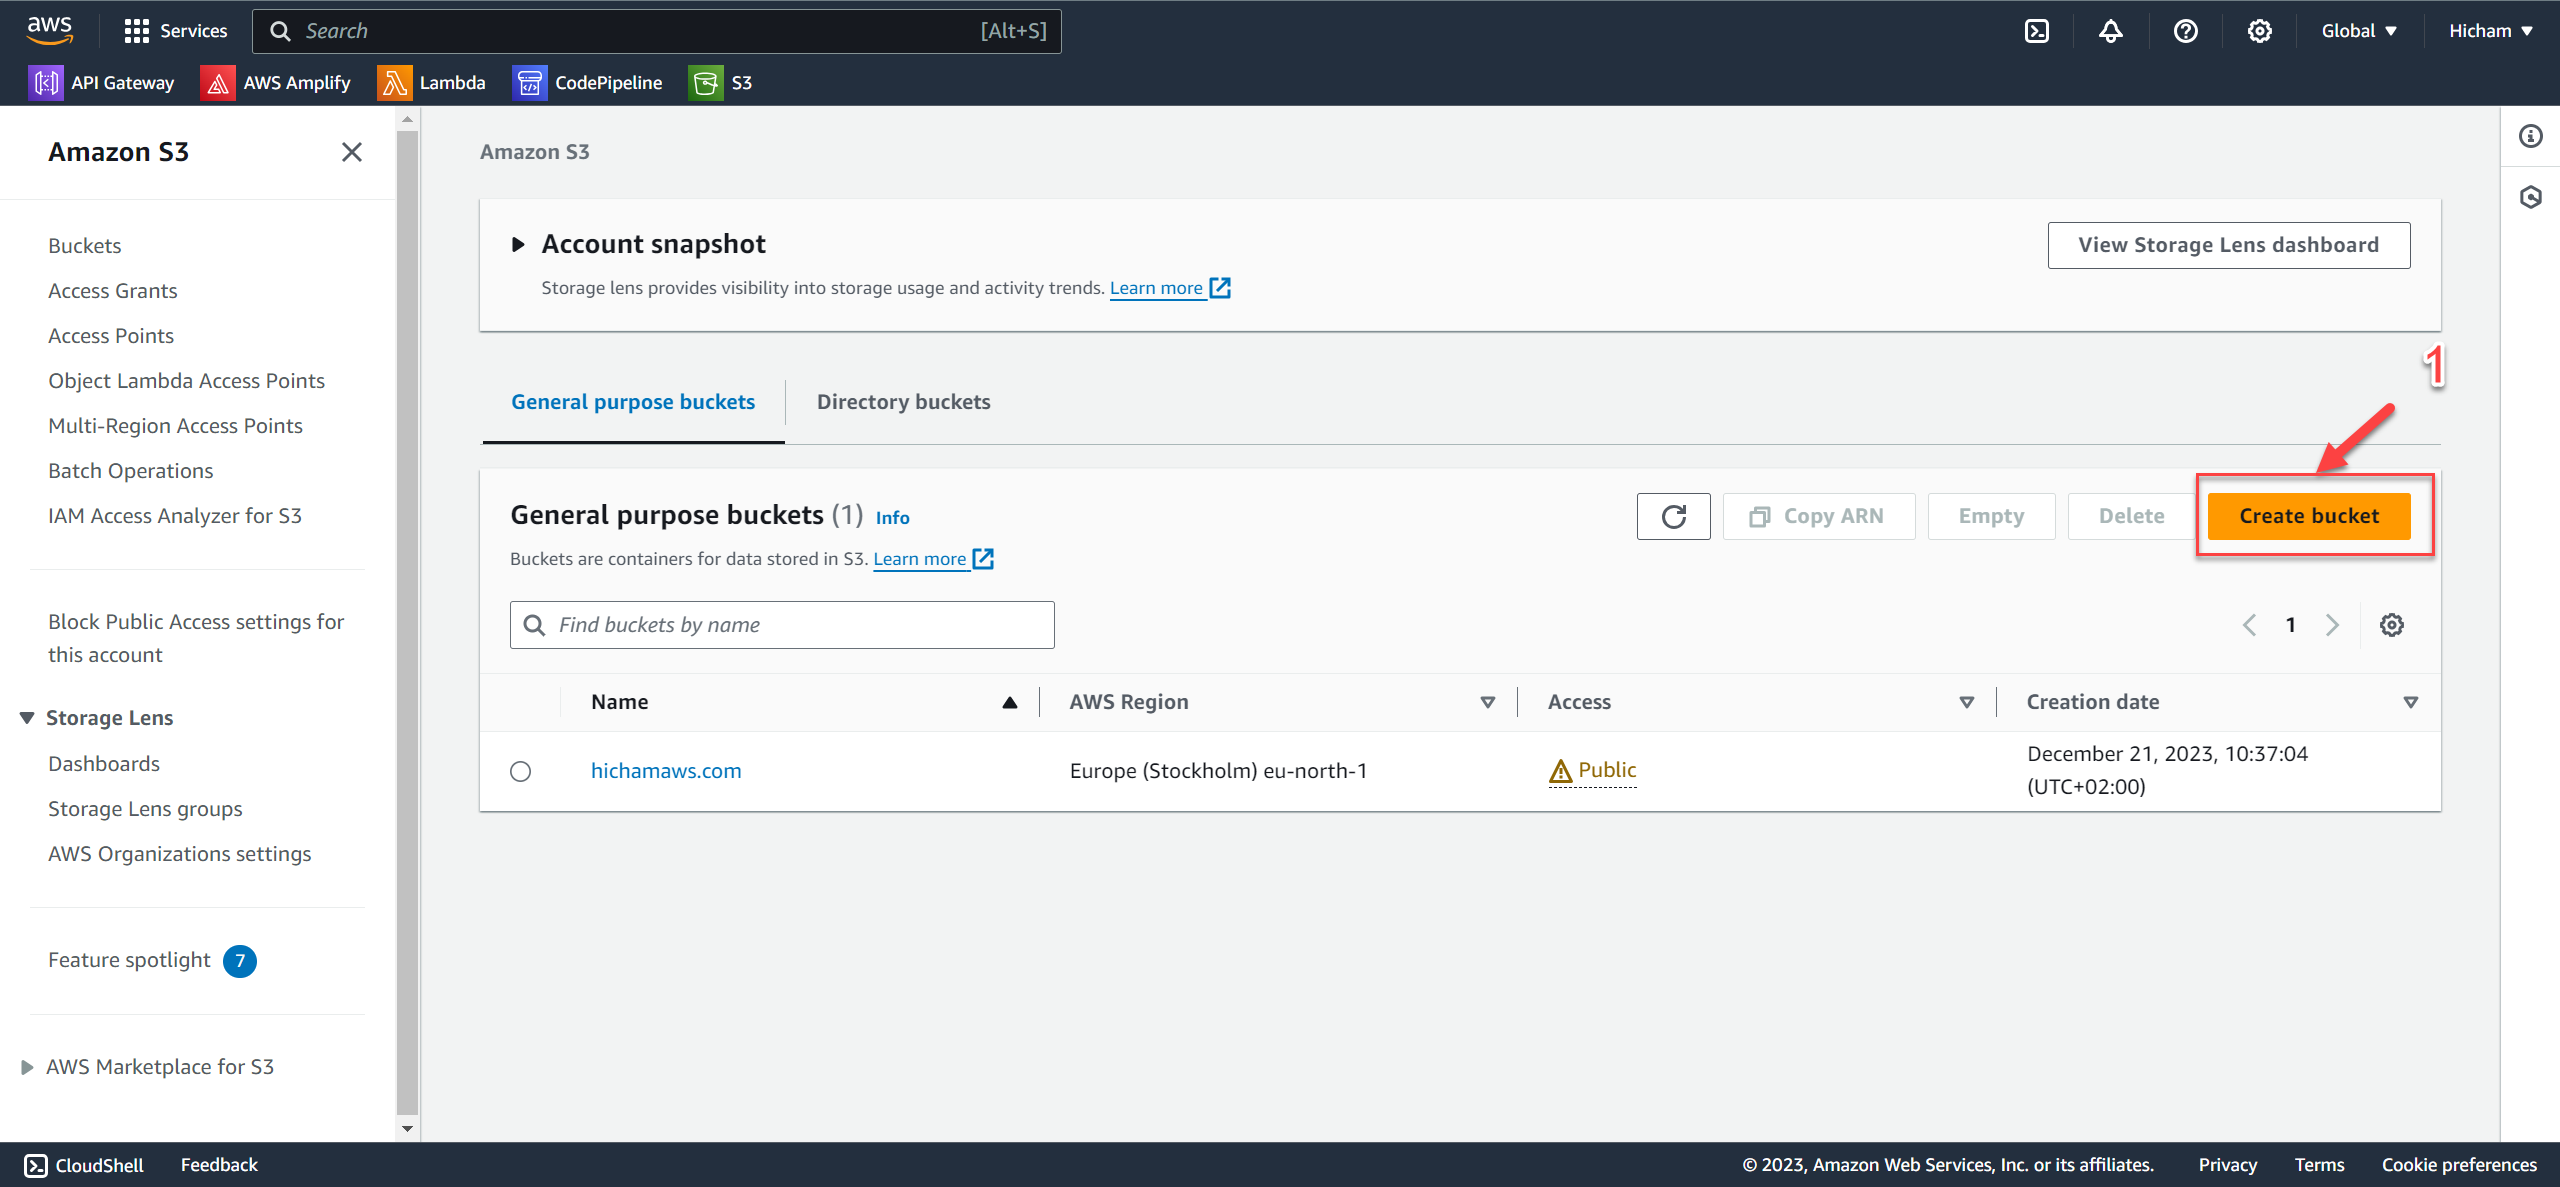 aws
Services
Search
[Alt+S]
Global
Hicham
API Gateway
AWS Amplify
Lambda
CodePipeline
S3
Amazon S3
Buckets
Access Grants
Access Points
Object Lambda Access Points
Multi-Region Access Points
Batch Operations
IAM Access Analyzer for S3
Block Public Access settings for
this account
Storage Lens
Dashboards
Storage Lens groups
AWS Organizations settings
Feature spotlight 7
AWS Marketplace for S3
Amazon S3
Account snapshot
View Storage Lens dashboard
Storage lens provides visibility into storage usage and activity trends. Learn more
1
General purpose buckets
Directory buckets
General purpose buckets (1) Info
Copy ARN
Empty
Delete
Create bucket
Buckets are containers for data stored in S3. Learn more
Find buckets by name
1
Name
AWS Region
Access
Creation date
hichamaws.com
Europe (Stockholm) eu-north-1
Public
December 21, 2023, 10:37:04
(UTC+02:00)
CloudShell
Feedback
© 2023, Amazon Web Services, Inc. or its affiliates.
Privacy
Terms
Cookie preferences